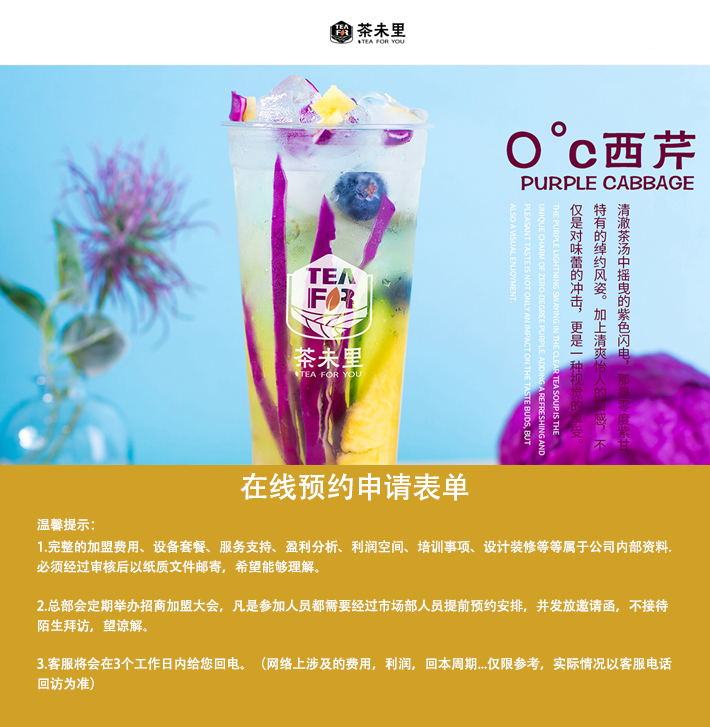 TEA
FOR
茶未里
TEA FOR YOU
0°c西芹
PURPLE CABBAGE
清澈茶汤中摇曳的紫色闪电，那是零度紫甘
特有的绰约风姿。加上清爽怡人的口感，不
仅是对味蕾的冲击，更是一种视觉的享受。
THE PURPLE LIGHTNING SWAYING IN THE CLEAR TEA SOUP IS THE
UNIQUE CHARM OF ZERO-DEGREE PURPLE. ADDING A REFRESHING AND
PLEASANT TASTE IS NOT ONLY AN IMPACT ON THE TASTE BUDS, BUT
ALSO A VISUAL ENJOYMENT.
TEA
FOR
茶未里
TEA FOR YOU
在线预约申请表单
温馨提示：
1.完整的加盟费用、设备套餐、服务支持、盈利分析、利润空间、培训事项、设计装修等等属于公司内部资料.
必须经过审核后以纸质文件邮寄，希望能够理解。
2.总部会定期举办招商加盟大会，凡是参加人员都需要经过市场部人员提前预约安排，并发放邀请函，不接待
陌生拜访，望谅解。
3.客服将会在3个工作日内给您回电。（网络上涉及的费用，利润，回本周期...仅限参考，实际情况以客服电话
回访为准）